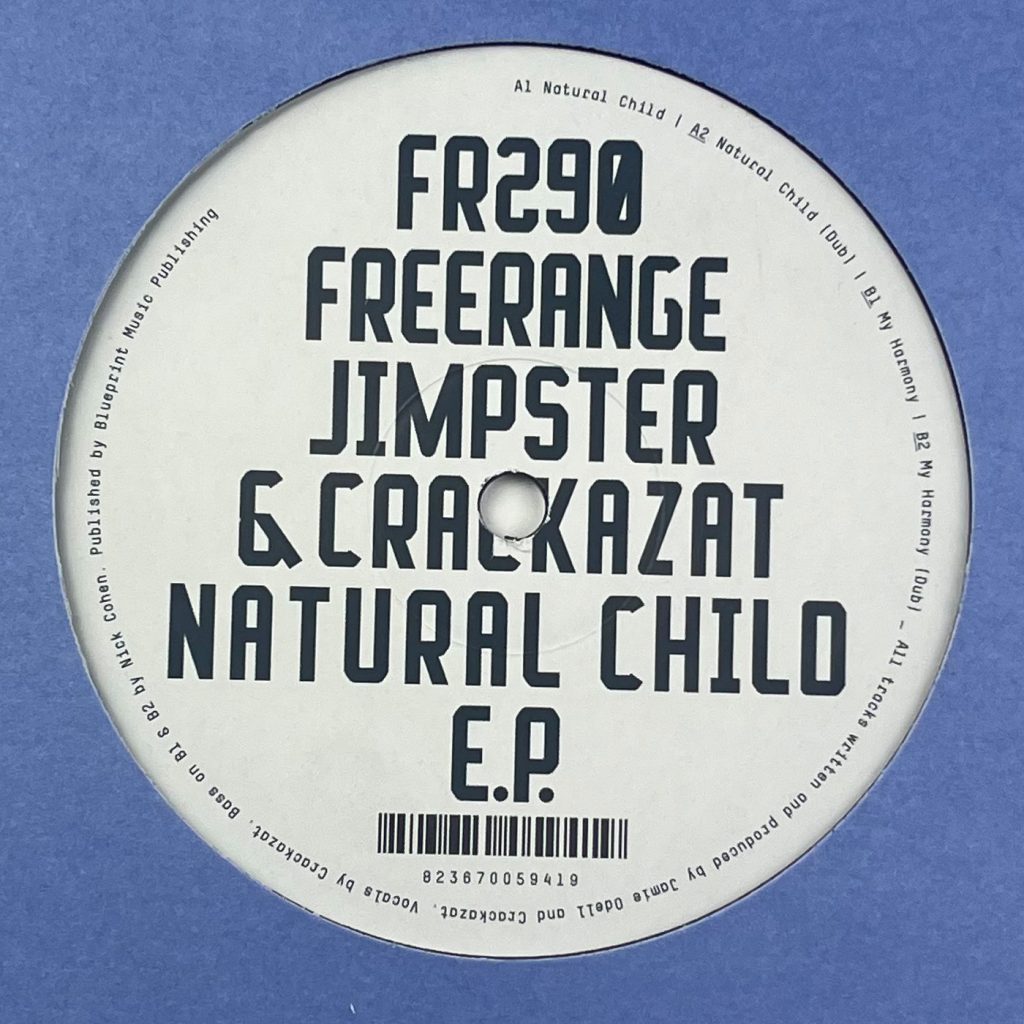 FR290
FREERANGE
JIMPSTER
& CRACKAZAT
NATURAL CHILD
E.P.
823670059419
A1 Natural Child | A2 Natural Child (Dub) | B1 My Harmony | B2 My Harmony (Dub) – All tracks written and produced by Jamie Odell and Crackazat. Vocals by Crackazat. Bass on B1 & B2 by Nick Cohen. Published by Blueprint Music Publishing